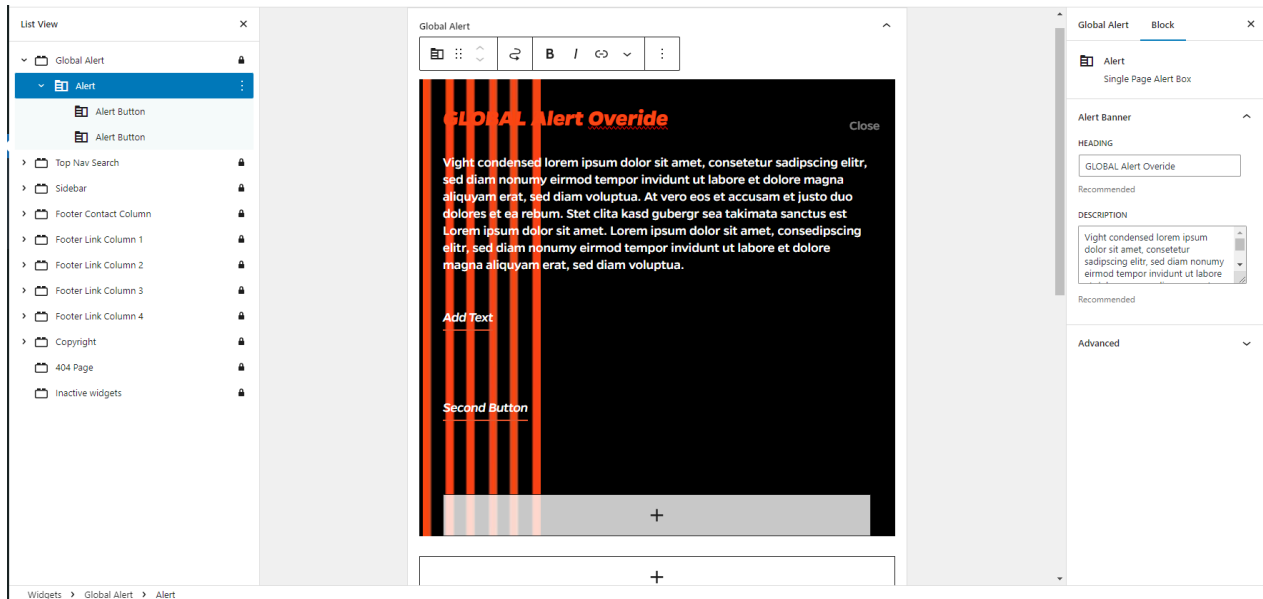 List View
Global Alert
Alert
Alert Button
Alert Button
Top Nav Search
Sidebar
Footer Contact Column
Footer Link Column 1
Footer Link Column 2
Footer Link Column 3
Footer Link Column 4
Copyright
404 Page
Inactive widgets
Global Alert
B I
GLOBAL Alert Overide
Close
Vight condensed lorem ipsum dolor sit amet, consetetur sadipscing elitr,
sed diam nonumy eirmod tempor invidunt ut labore et dolore magna
aliquyam erat, sed diam voluptua. At vero eos et accusam et justo duo
dolores et ea rebum. Stet clita kasd gubergr sea takimata sanctus est
Lorem ipsum dolor sit amet. Lorem ipsum dolor sit amet, consedipscing
elitr, sed diam nonumy eirmod tempor invidunt ut labore et dolore
magna aliquyam erat, sed diam voluptua.
Add Text
Second Button
Global Alert Block
Alert
Single Page Alert Box
Alert Banner
HEADING
GLOBAL Alert Overide
Recommended
DESCRIPTION
Vight condensed lorem ipsum
dolor sit amet, consetetur
sadipscing elitr, sed diam nonumy
eirmod tempor invidunt ut labore
Recommended
Advanced
Widgets > Global Alert > Alert